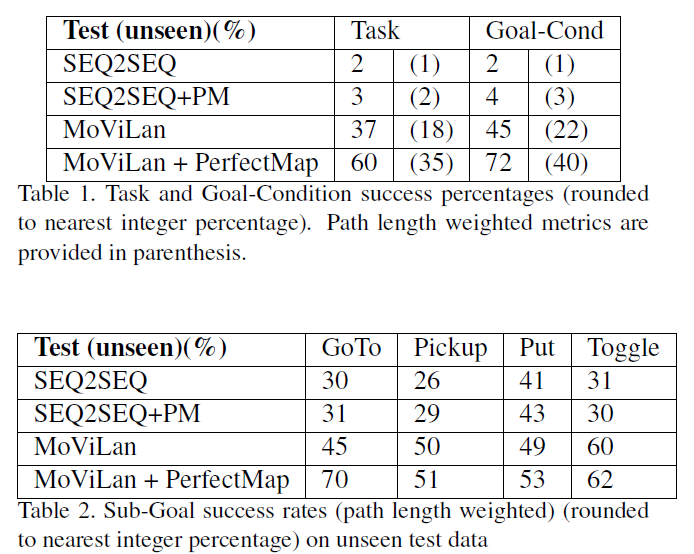 Test (unseen)(%) Task Goal-Cond
SEQ2SEQ 2 (1) 2 (1)
SEQ2SEQ+PM 3 (2) 4 (3)
MoViLan 37 (18) 45 (22)
MoViLan + PerfectMap 60 (35) 72 (40)
Table 1. Task and Goal-Condition success percentages (rounded
to nearest integer percentage). Path length weighted metrics are
provided in parenthesis.
Test (unseen)(%) GoTo Pickup Put Toggle
SEQ2SEQ 30 26 41 31
SEQ2SEQ+PM 31 29 43 30
MoViLan 45 50 49 60
MoViLan + PerfectMap 70 51 53 62
Table 2. Sub-Goal success rates (path length weighted) (rounded
to nearest integer percentage) on unseen test data